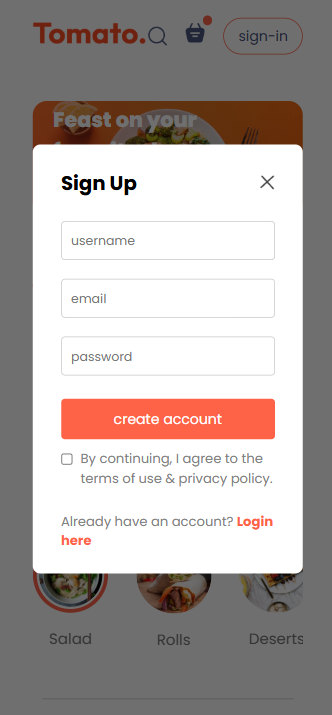 Tomato.
sign-in
Feast on your
Sign Up
username
email
password
create account
By continuing, I agree to the
terms of use & privacy policy.
Already have an account? Login
here
Salad
Rolls
Deserts